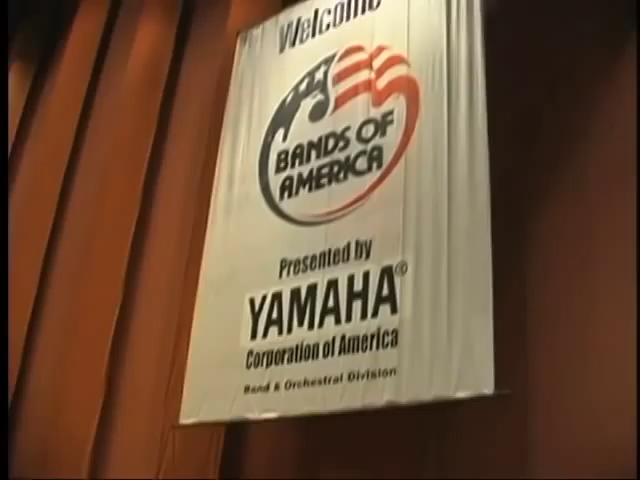 Welcome
BANDS OF
AMERICA
Presented by
YAMAHA®
Corporation of America
Band & Orchestral Division